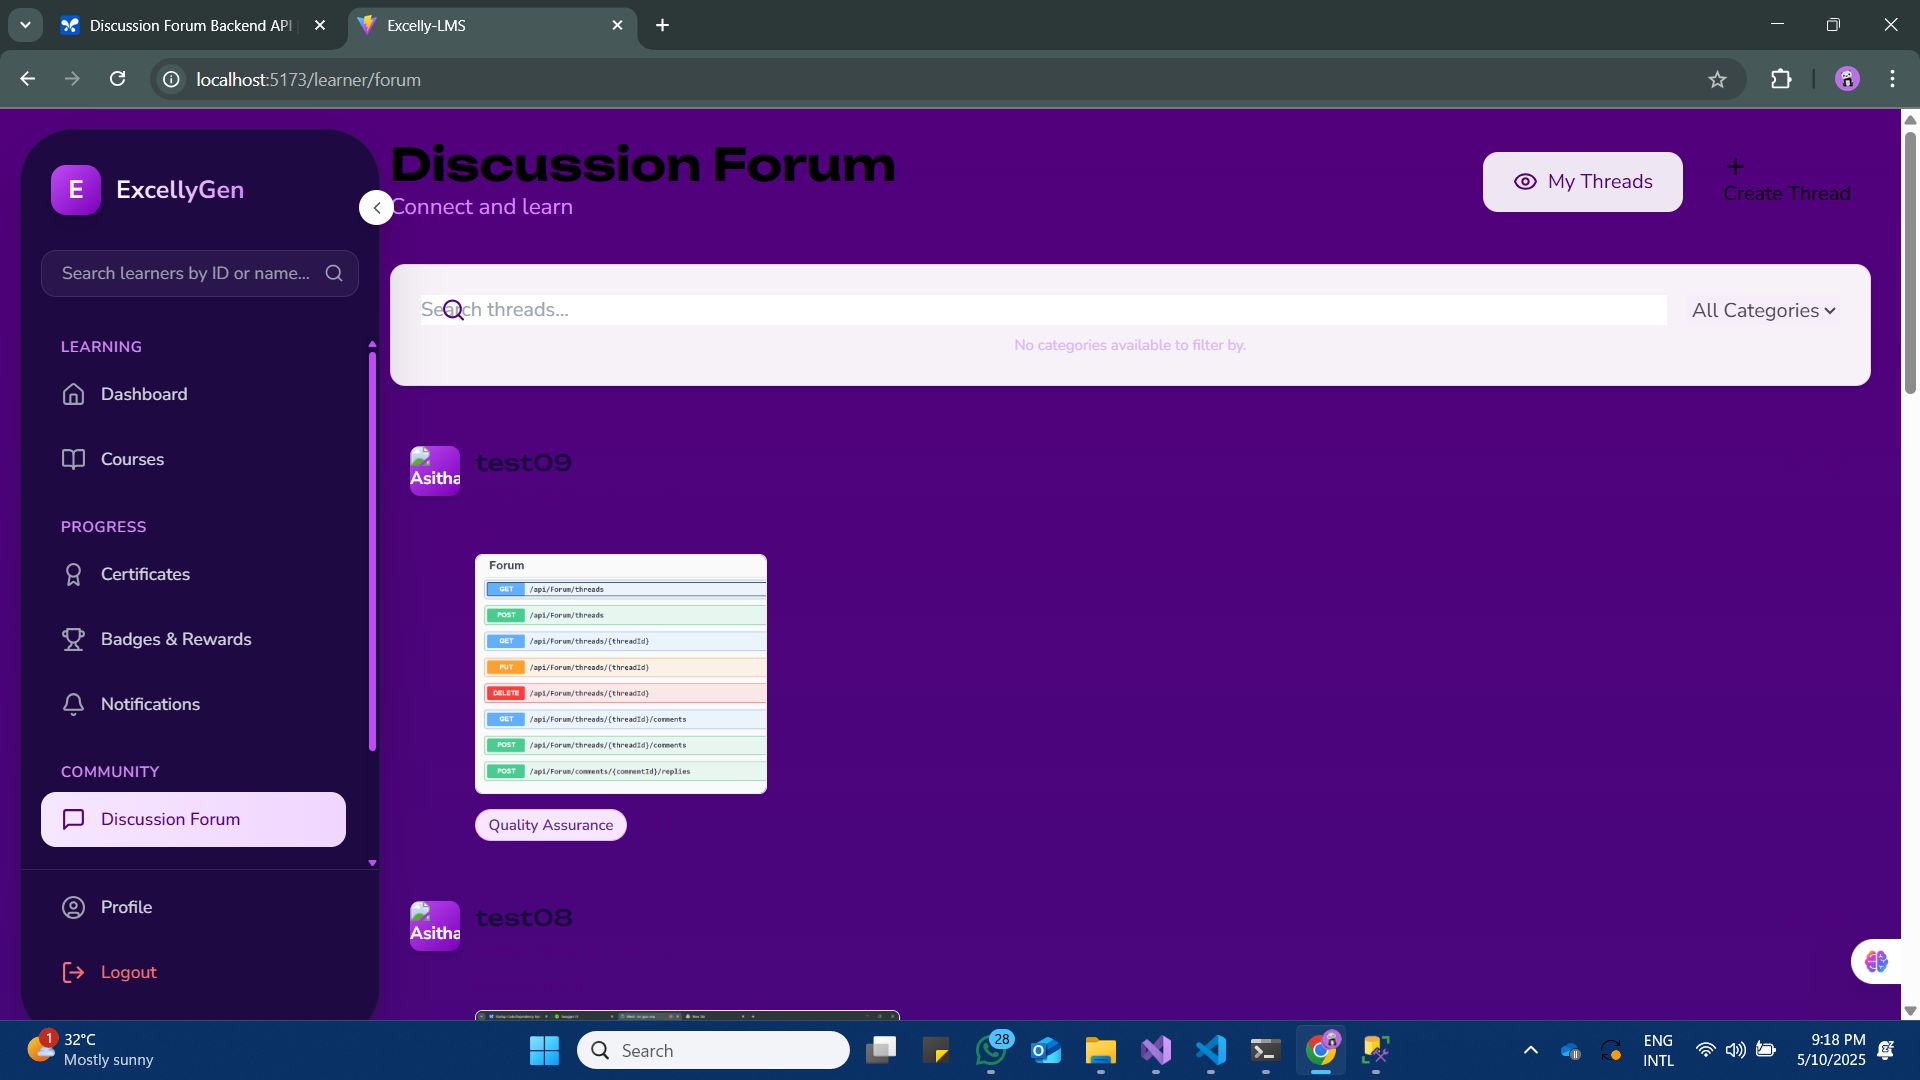 Discussion Forum Backend API
Excelly-LMS
localhost:5173/learner/forum
E
ExcellyGen
Search learners by ID or name...
LEARNING
Dashboard
Courses
PROGRESS
Certificates
Badges & Rewards
Notifications
COMMUNITY
Discussion Forum
Profile
Logout
Discussion Forum
Connect and learn
My Threads
+
Create Thread
Search threads...
All Categories
No categories available to filter by.
Asitha
test09
Forum
GET /api/Forum/threads
POST /api/Forum/threads
GET /api/Forum/threads/{threadId}
PUT /api/Forum/threads/{threadId}
DELETE /api/Forum/threads/{threadId}
GET /api/Forum/threads/{threadId}/comments
POST /api/Forum/threads/{threadId}/comments
POST /api/Forum/comments/{commentId}/replies
Quality Assurance
Asitha
test08
1
32°C
Mostly sunny
Search
28
ENG
INTL
9:18 PM
5/10/2025